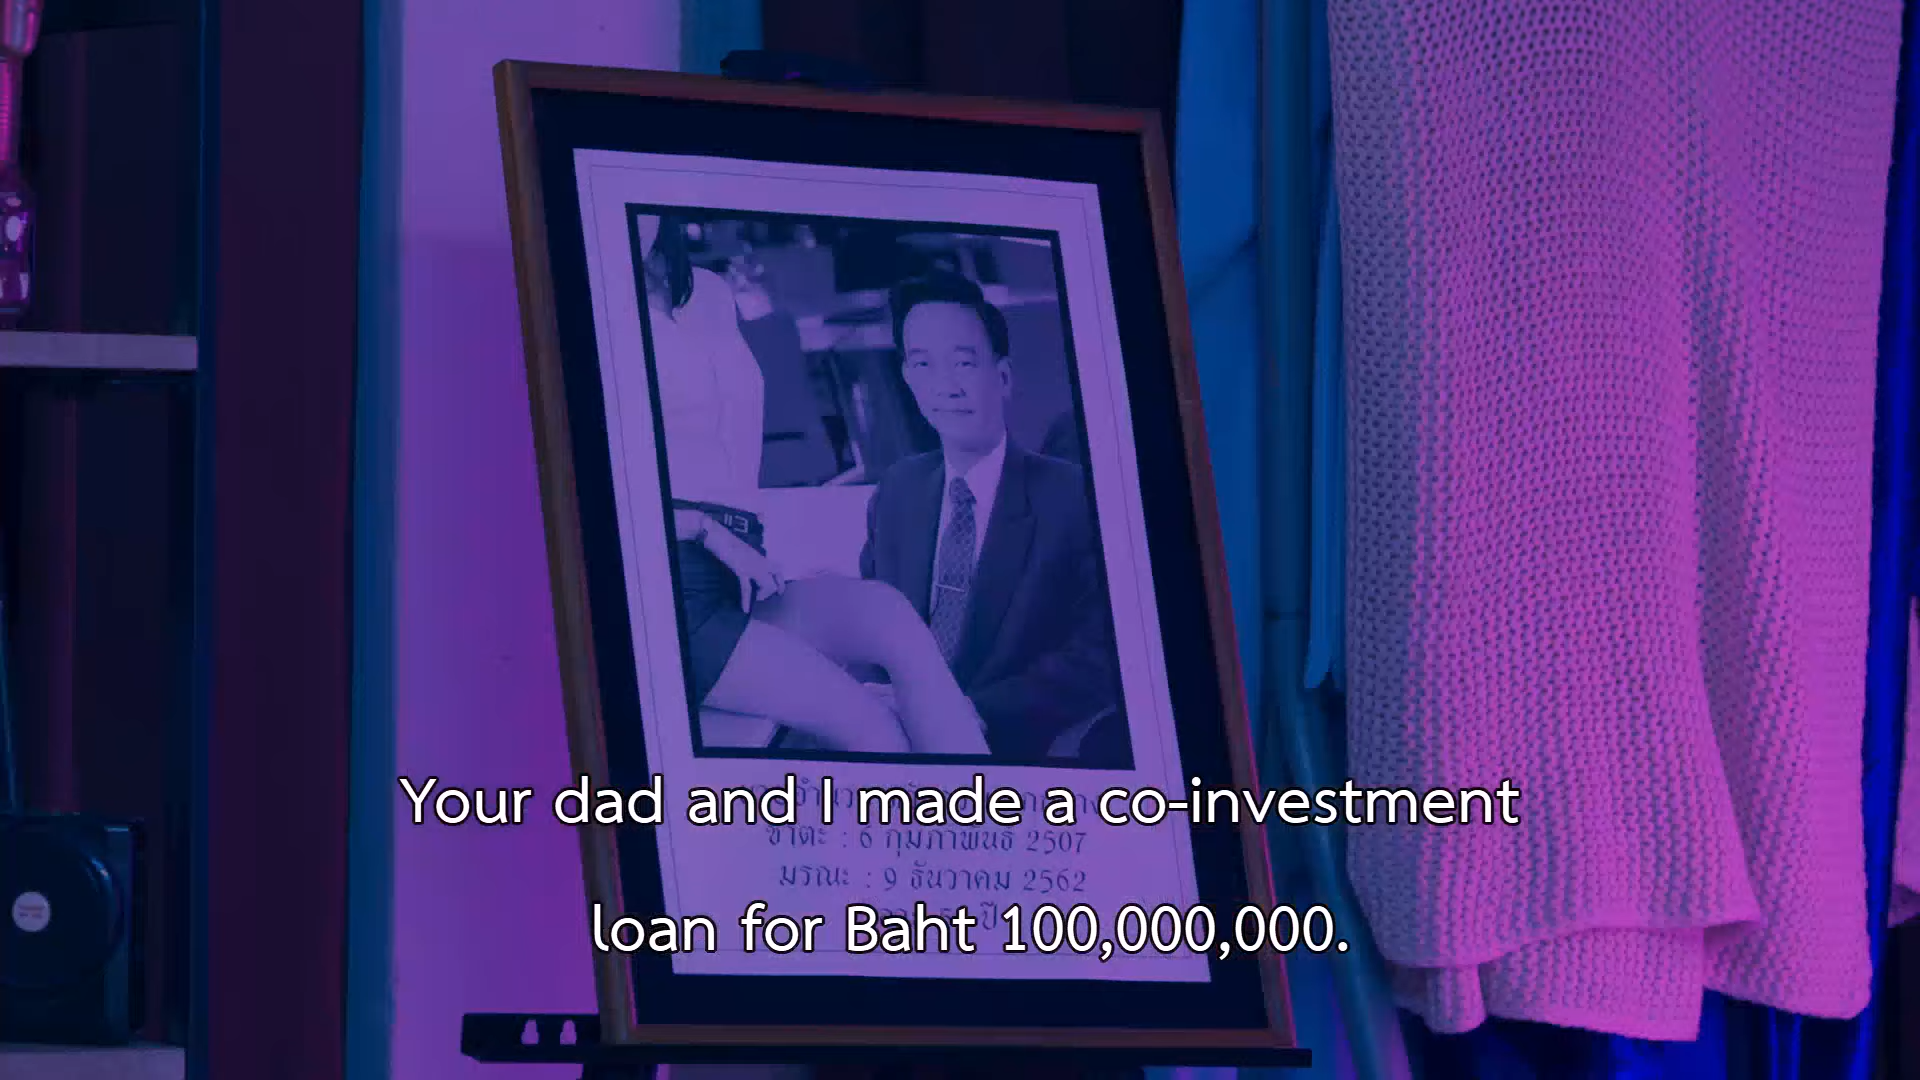 Your dad and I made a co-investment
ชาตะ : 6 กุมภาพันธ์ 2507
มรณะ : 9 ธันวาคม 2562
loan for Baht 100,000,000.